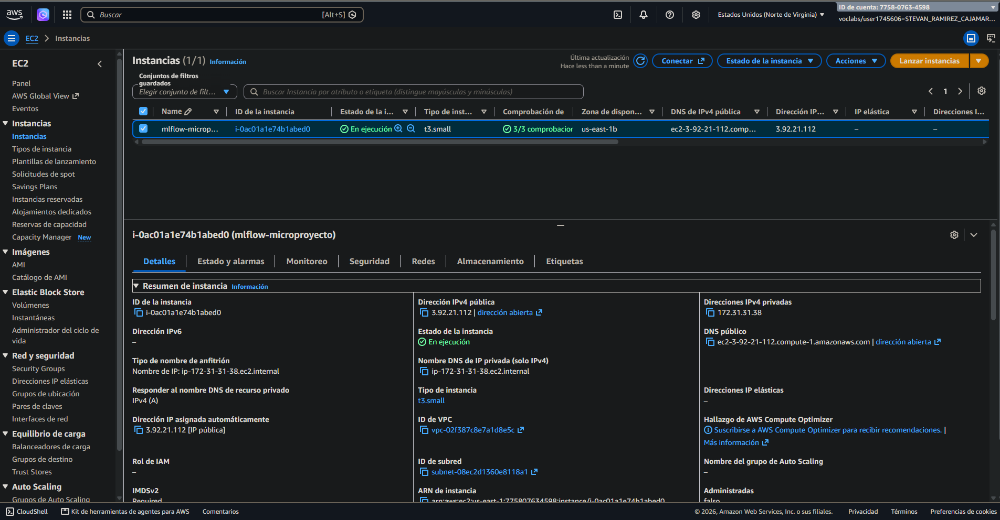 aws
Buscar [Alt+S]
Estados Unidos (Norte de Virginia)
ID de cuenta: 7758-0763-4598
voclabs/user1745606=STEVAN_RAMIREZ_CAJAMAR...
EC2 > Instancias
EC2
Panel
AWS Global View
Eventos
Instancias
Instancias
Tipos de instancia
Plantillas de lanzamiento
Solicitudes de spot
Savings Plans
Instancias reservadas
Alojamientos dedicados
Reservas de capacidad
Capacity Manager New
Imágenes
AMI
Catálogo de AMI
Elastic Block Store
Volúmenes
Instantáneas
Administrador del ciclo de
vida
Red y seguridad
Security Groups
Direcciones IP elásticas
Grupos de ubicación
Pares de claves
Interfaces de red
Equilibrio de carga
Balanceadores de carga
Grupos de destino
Trust Stores
Auto Scaling
Grupos de Auto Scaling
Instancias (1/1) Información
Última actualización
Hace less than a minute
Conectar
Estado de la instancia
Acciones
Lanzar instancias
Conjuntos de filtros
guardados
Elegir conjunto de filt...
Buscar Instancia por atributo o etiqueta (distingue mayúsculas y minúsculas)
1
Name ID de la instancia Estado de la i... Tipo de inst... Comprobación de Zona de dispon... DNS de IPv4 pública Dirección IP... IP elástica Direcciones I...
mlflow-microp... i-0ac01a1e74b1abed0 En ejecución t3.small 3/3 comprobacior us-east-1b ec2-3-92-21-112.comp... 3.92.21.112 – –
i-0ac01a1e74b1abed0 (mlflow-microproyecto)
Detalles Estado y alarmas Monitoreo Seguridad Redes Almacenamiento Etiquetas
Resumen de instancia Información
ID de la instancia
i-0ac01a1e74b1abed0
Dirección IPv4 pública
3.92.21.112 | dirección abierta
Direcciones IPv4 privadas
172.31.31.38
Dirección IPv6
–
Estado de la instancia
En ejecución
DNS público
ec2-3-92-21-112.compute-1.amazonaws.com | dirección abierta
Tipo de nombre de anfitrión
Nombre de IP: ip-172-31-31-38.ec2.internal
Nombre DNS de IP privada (solo IPv4)
ip-172-31-31-38.ec2.internal
Responder al nombre DNS de recurso privado
IPv4 (A)
Tipo de instancia
t3.small
Direcciones IP elásticas
–
Dirección IP asignada automáticamente
3.92.21.112 [IP pública]
ID de VPC
vpc-02f387c8e7a1d8e5c
Hallazgo de AWS Compute Optimizer
Suscribirse a AWS Compute Optimizer para recibir recomendaciones. |
Más información
Rol de IAM
–
ID de subred
subnet-08ec2d1360e8118a1
Nombre del grupo de Auto Scaling
–
IMDSv2
Required
ARN de instancia
arn:aws:ec2:us-east-1:775807634598:instance/i-0ac01a1e74b1abed0
Administradas
falso
CloudShell Kit de herramientas de agentes para AWS Comentarios
© 2026, Amazon Web Services, Inc. o sus filiales. Privacidad Términos Preferencias de cookies